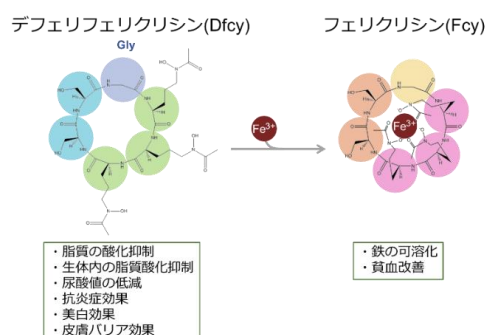 デフェリフェリクリシン(Dfcy)
フェリクリシン(Fcy)
Gly
Fe3+
Fe3+
・脂質の酸化抑制
・生体内の脂質酸化抑制
・尿酸値の低減
・抗炎症効果
・美白効果
・皮膚バリア効果
・鉄の可溶化
・貧血改善